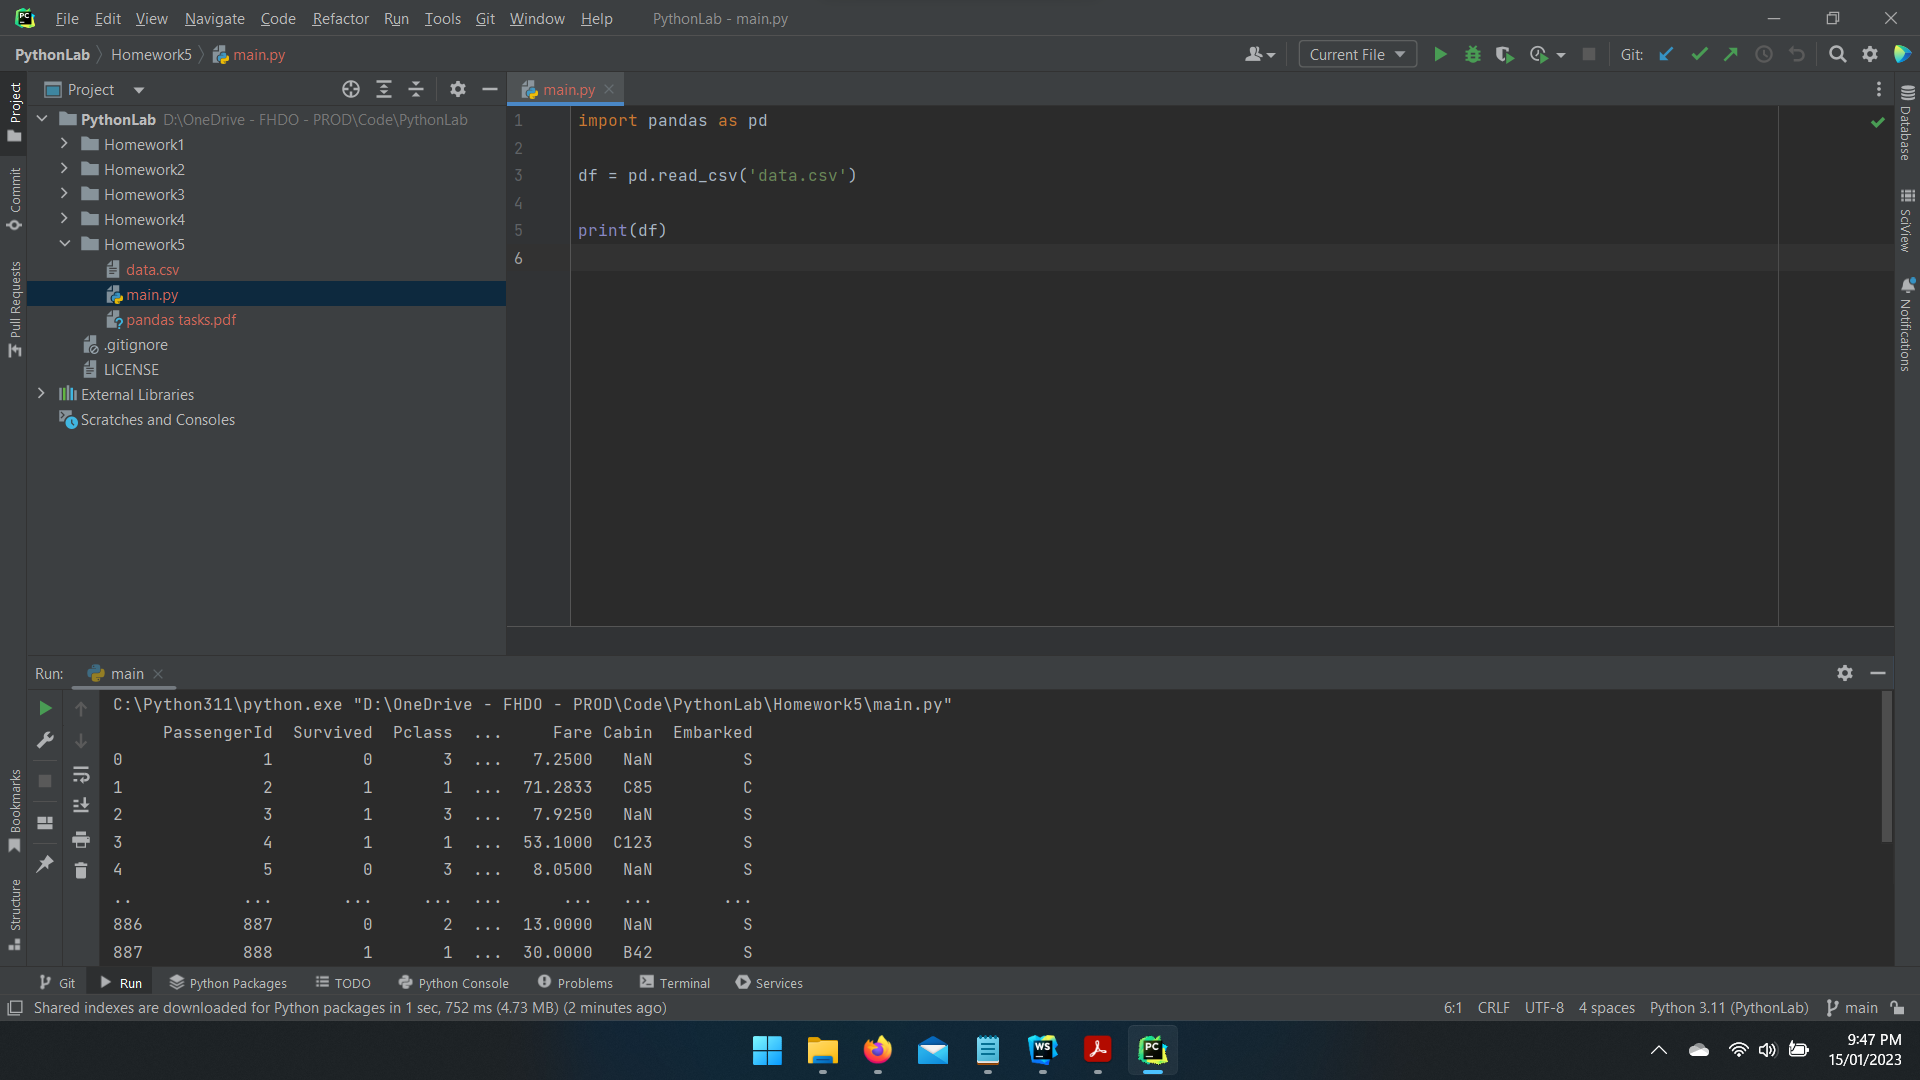 File Edit View Navigate Code Refactor Run Tools Git Window Help PythonLab - main.py
PythonLab Homework5 main.py Current File Git:
Project
main.py
PythonLab D:\OneDrive - FHDO - PROD\Code\PythonLab
Homework1
Homework2
Homework3
Homework4
Homework5
data.csv
main.py
pandas tasks.pdf
.gitignore
LICENSE
External Libraries
Scratches and Consoles
1 import pandas as pd
2
3 df = pd.read_csv('data.csv')
4
5 print(df)
6
Project
Commit
Pull Requests
Bookmarks
Structure
Database
SciView
Notifications
Run: main
C:\Python311\python.exe "D:\OneDrive - FHDO - PROD\Code\PythonLab\Homework5\main.py"
PassengerId Survived Pclass ... Fare Cabin Embarked
0 1 0 3 ... 7.2500 NaN S
1 2 1 1 ... 71.2833 C85 C
2 3 1 3 ... 7.9250 NaN S
3 4 1 1 ... 53.1000 C123 S
4 5 0 3 ... 8.0500 NaN S
.. ... ... ... ... ... ... ...
886 887 0 2 ... 13.0000 NaN S
887 888 1 1 ... 30.0000 B42 S
Git Run Python Packages TODO Python Console Problems Terminal Services
Shared indexes are downloaded for Python packages in 1 sec, 752 ms (4.73 MB) (2 minutes ago) 6:1 CRLF UTF-8 4 spaces Python 3.11 (PythonLab) main
WS
PC
9:47 PM
15/01/2023